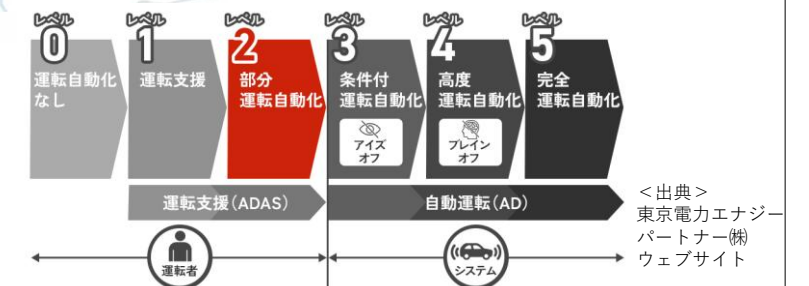 レベル
0
運転自動化
なし
レベル
1
運転支援
レベル
2
部分
運転自動化
レベル
3
条件付
運転自動化
アイズ
オフ
レベル
4
高度
運転自動化
ブレイン
オフ
レベル
5
完全
運転自動化
運転支援(ADAS)
自動運転(AD)
運転者
システム
<出典>
東京電力エナジー
パートナー㈱
ウェブサイト